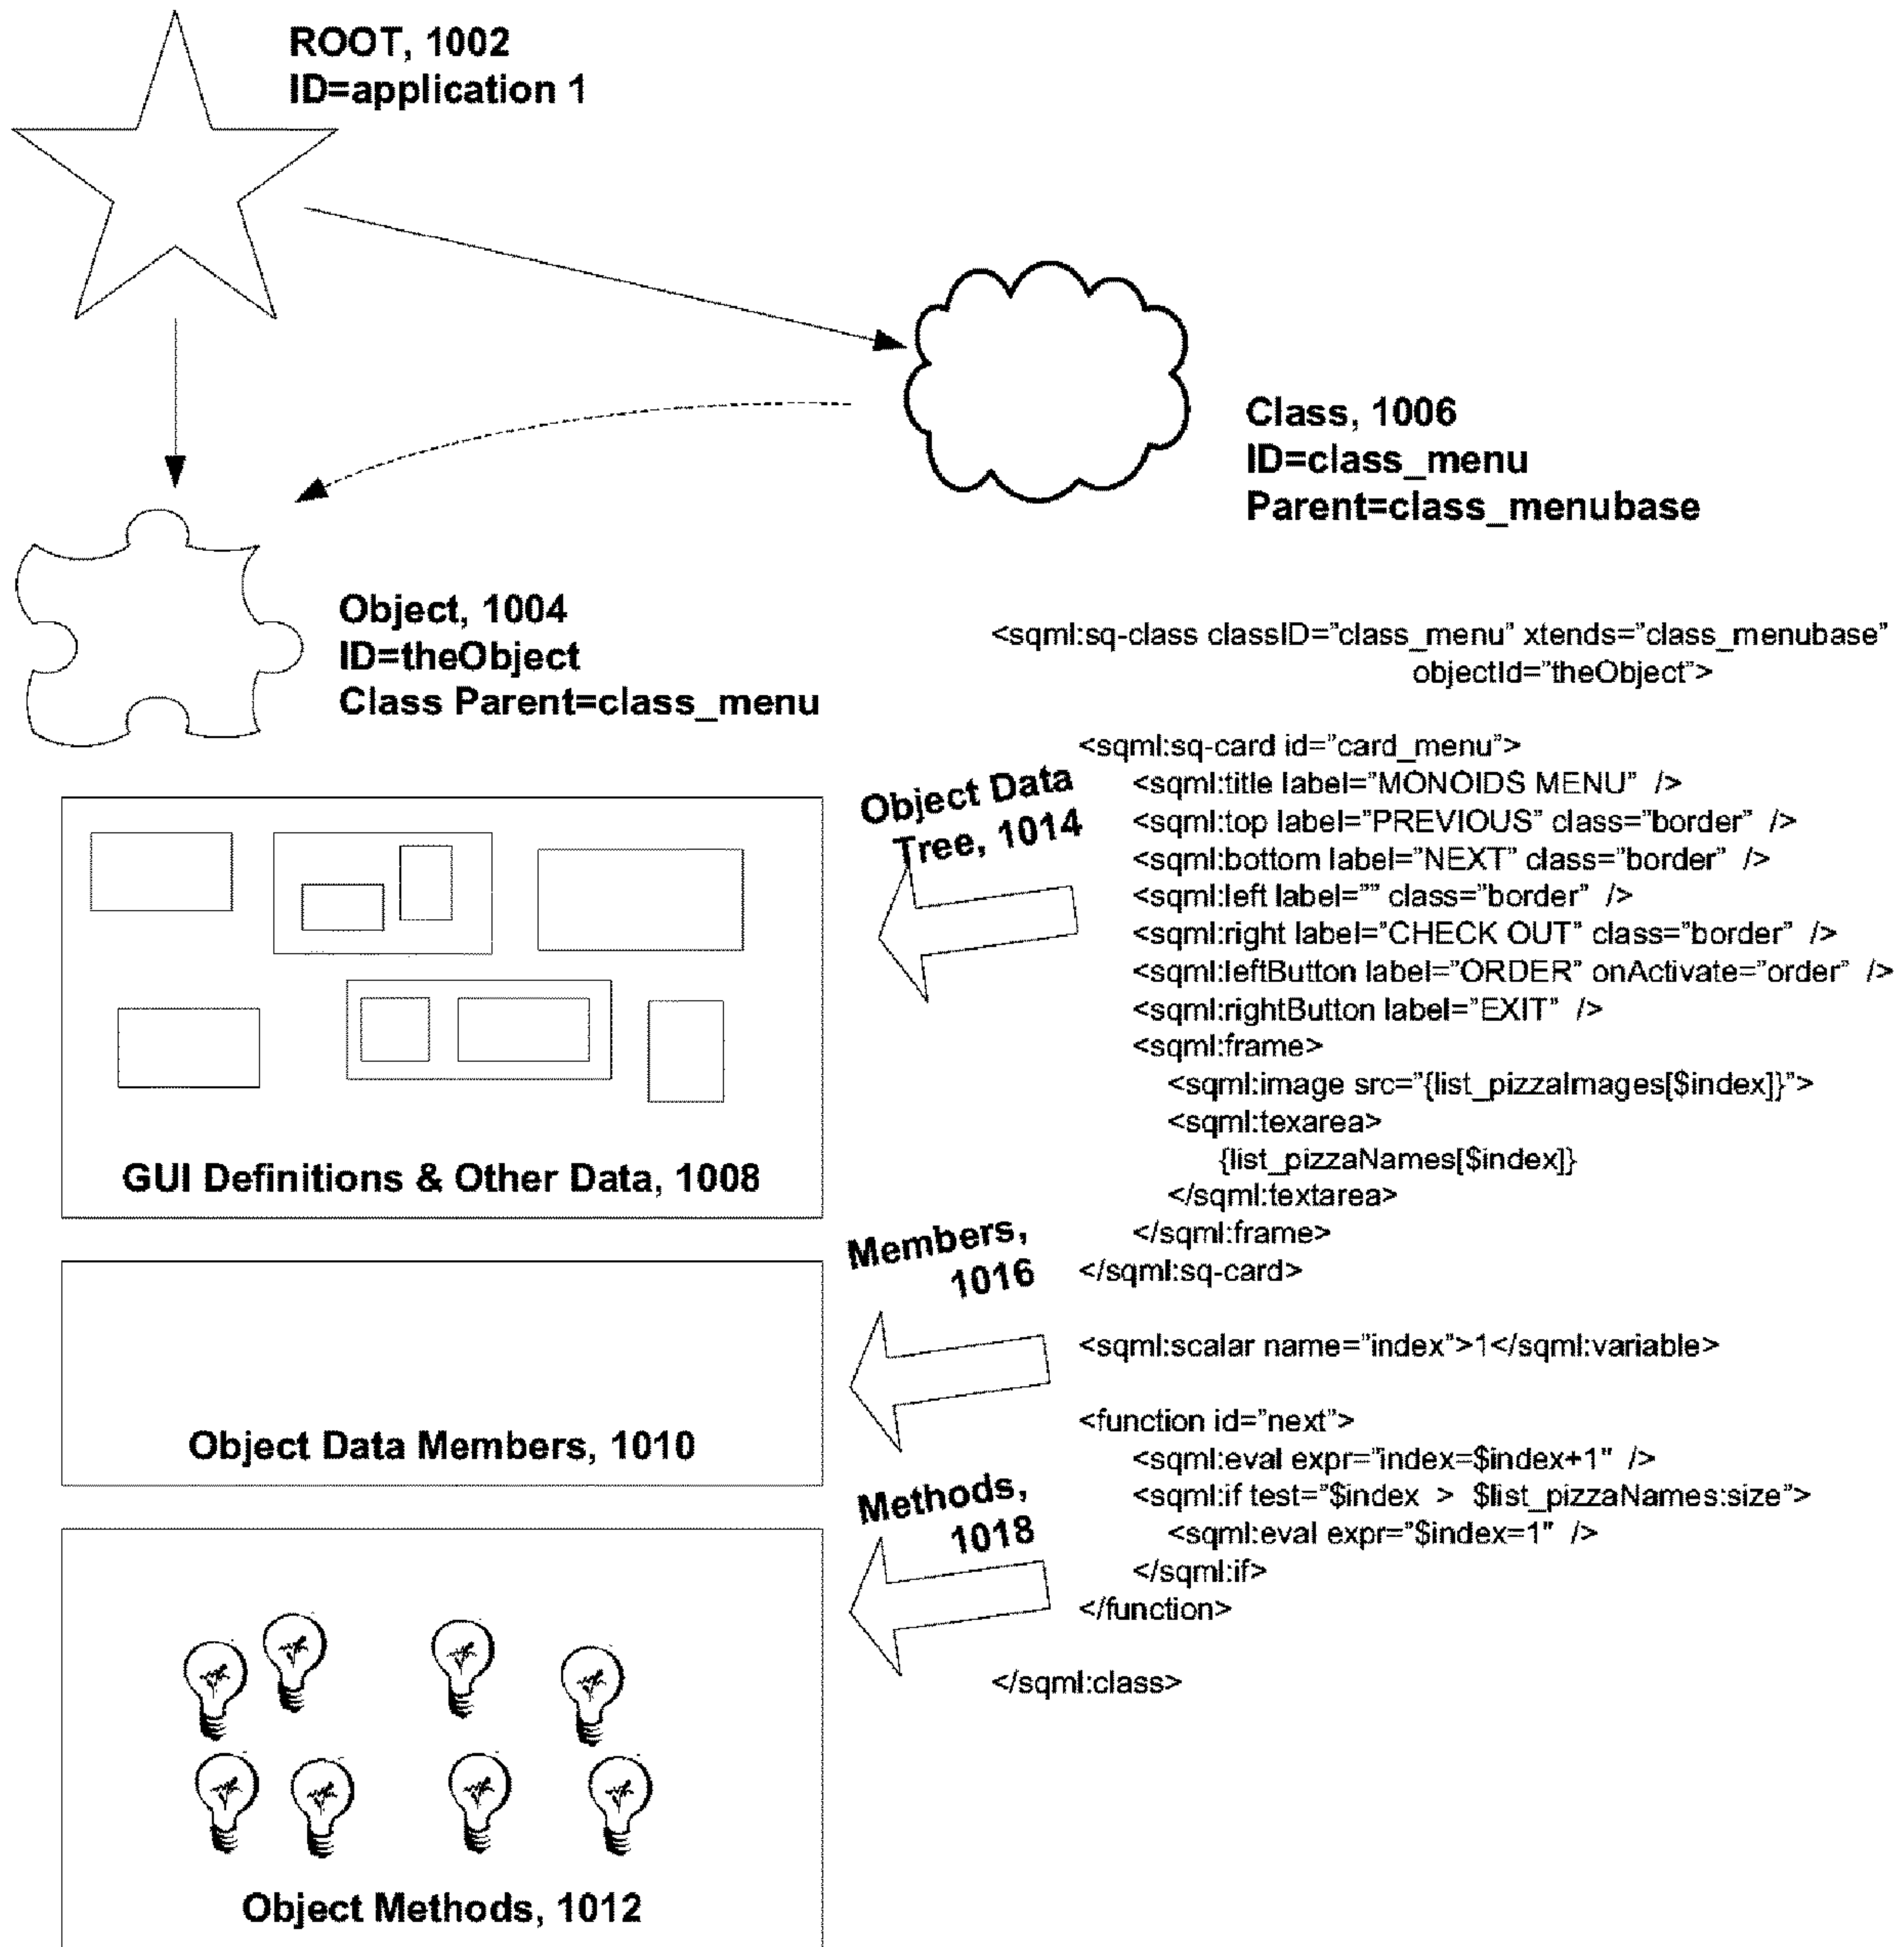 ROOT, 1002
ID=application 1
Class, 1006
ID=class_menu
Parent=class_menubase
Object, 1004
ID=theObject
Class Parent=class_menu
<sqml:sq-class classID="class_menu" xtends="class_menubase"
objectId="theObject">
Object Data
Tree, 1014
<sqml:sq-card id="card_menu">
<sqml:title label="MONOIDS MENU" />
<sqml:top label="PREVIOUS" class="border" />
<sqml:bottom label="NEXT" class="border" />
<sqml:left label="" class="border" />
<sqml:right label="CHECK OUT" class="border" />
<sqml:leftButton label="ORDER" onActivate="order" />
<sqml:rightButton label="EXIT" />
<sqml:frame>
<sqml:image src="{list_pizzaImages[$index]}">
<sqml:texarea>
{list_pizzaNames[$index]}
</sqml:textarea>
</sqml:frame>
</sqml:sq-card>
GUI Definitions & Other Data, 1008
Members,
1016
<sqml:scalar name="index">1</sqml:variable>
Object Data Members, 1010
Methods,
1018
<function id="next">
<sqml:eval expr="index=$index+1" />
<sqml:if test="$index > $list_pizzaNames:size">
<sqml:eval expr="$index=1" />
</sqml:if>
</function>
</sqml:class>
Object Methods, 1012